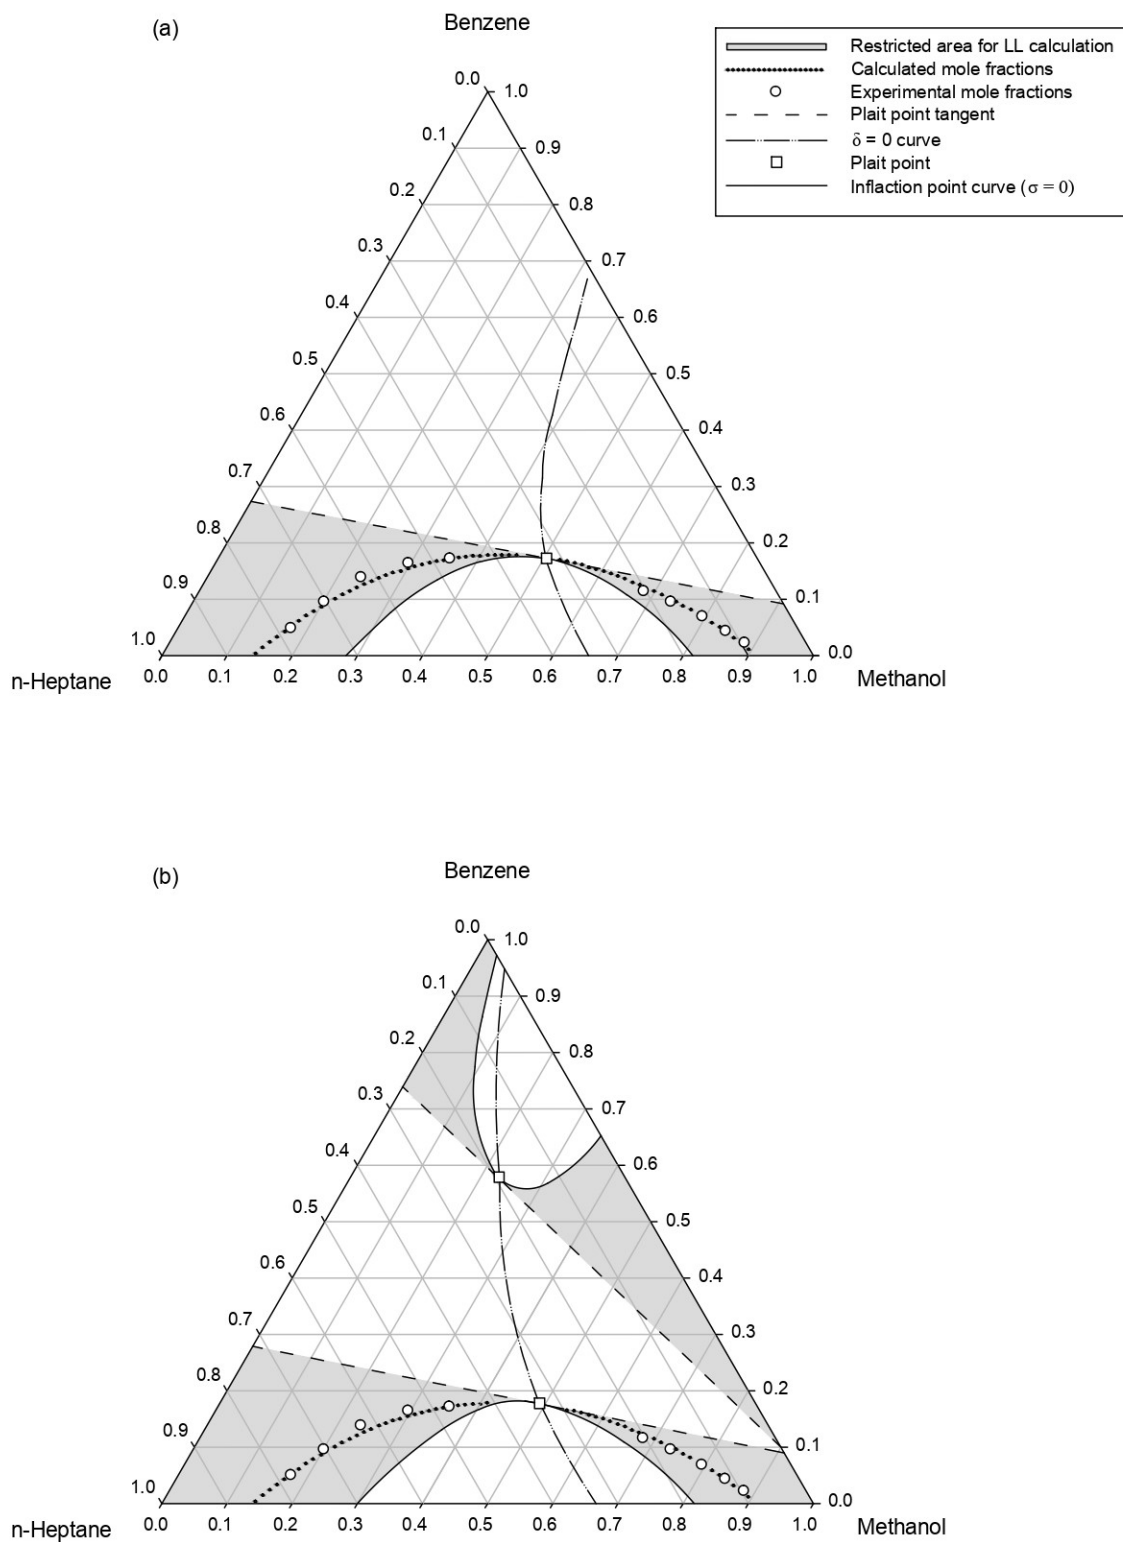 (a)
Benzene
Restricted area for LL calculation
Calculated mole fractions
Experimental mole fractions
Plait point tangent
δ = 0 curve
Plait point
Inflaction point curve (σ = 0)
0.0 1.0
0.1 0.9
0.2 0.8
0.3 0.7
0.4 0.6
0.5 0.5
0.6 0.4
0.7 0.3
0.8 0.2
0.9 0.1
1.0 0.0
0.0 0.1 0.2 0.3 0.4 0.5 0.6 0.7 0.8 0.9 1.0
n-Heptane Methanol
(b)
Benzene
0.0 1.0
0.1 0.9
0.2 0.8
0.3 0.7
0.4 0.6
0.5 0.5
0.6 0.4
0.7 0.3
0.8 0.2
0.9 0.1
1.0 0.0
0.0 0.1 0.2 0.3 0.4 0.5 0.6 0.7 0.8 0.9 1.0
n-Heptane Methanol